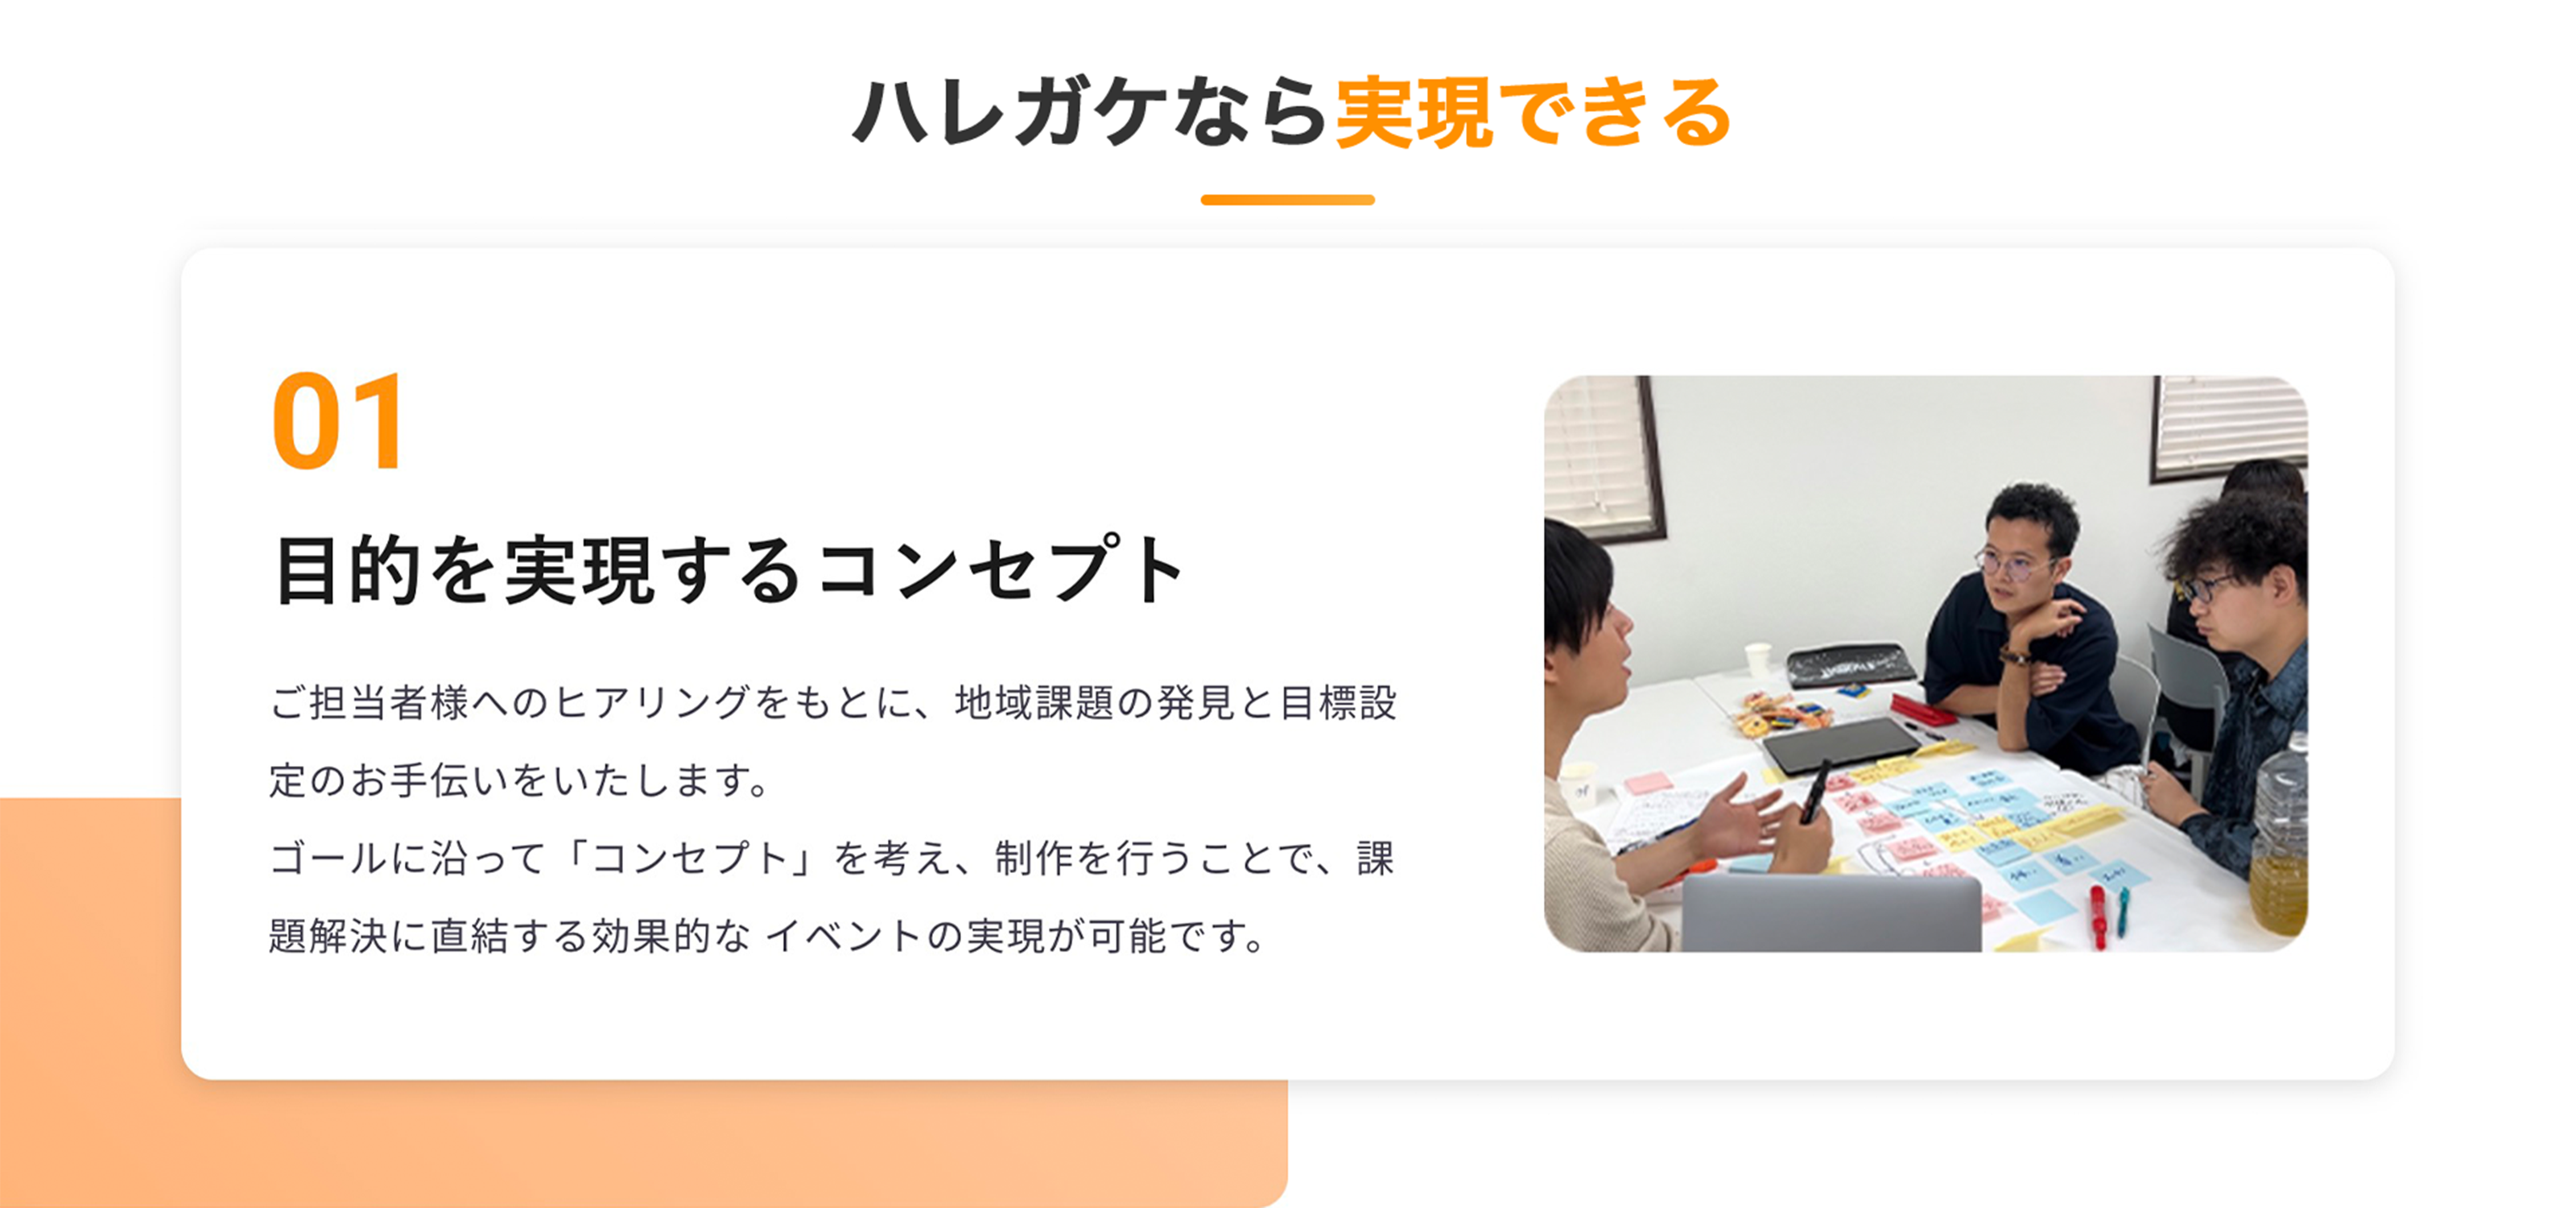 ハレガケなら実現できる
01
目的を実現するコンセプト
ご担当者様へのヒアリングをもとに、地域課題の発見と目標設
定のお手伝いをいたします。
ゴールに沿って「コンセプト」を考え、制作を行うことで、課
題解決に直結する効果的な イベントの実現が可能です。